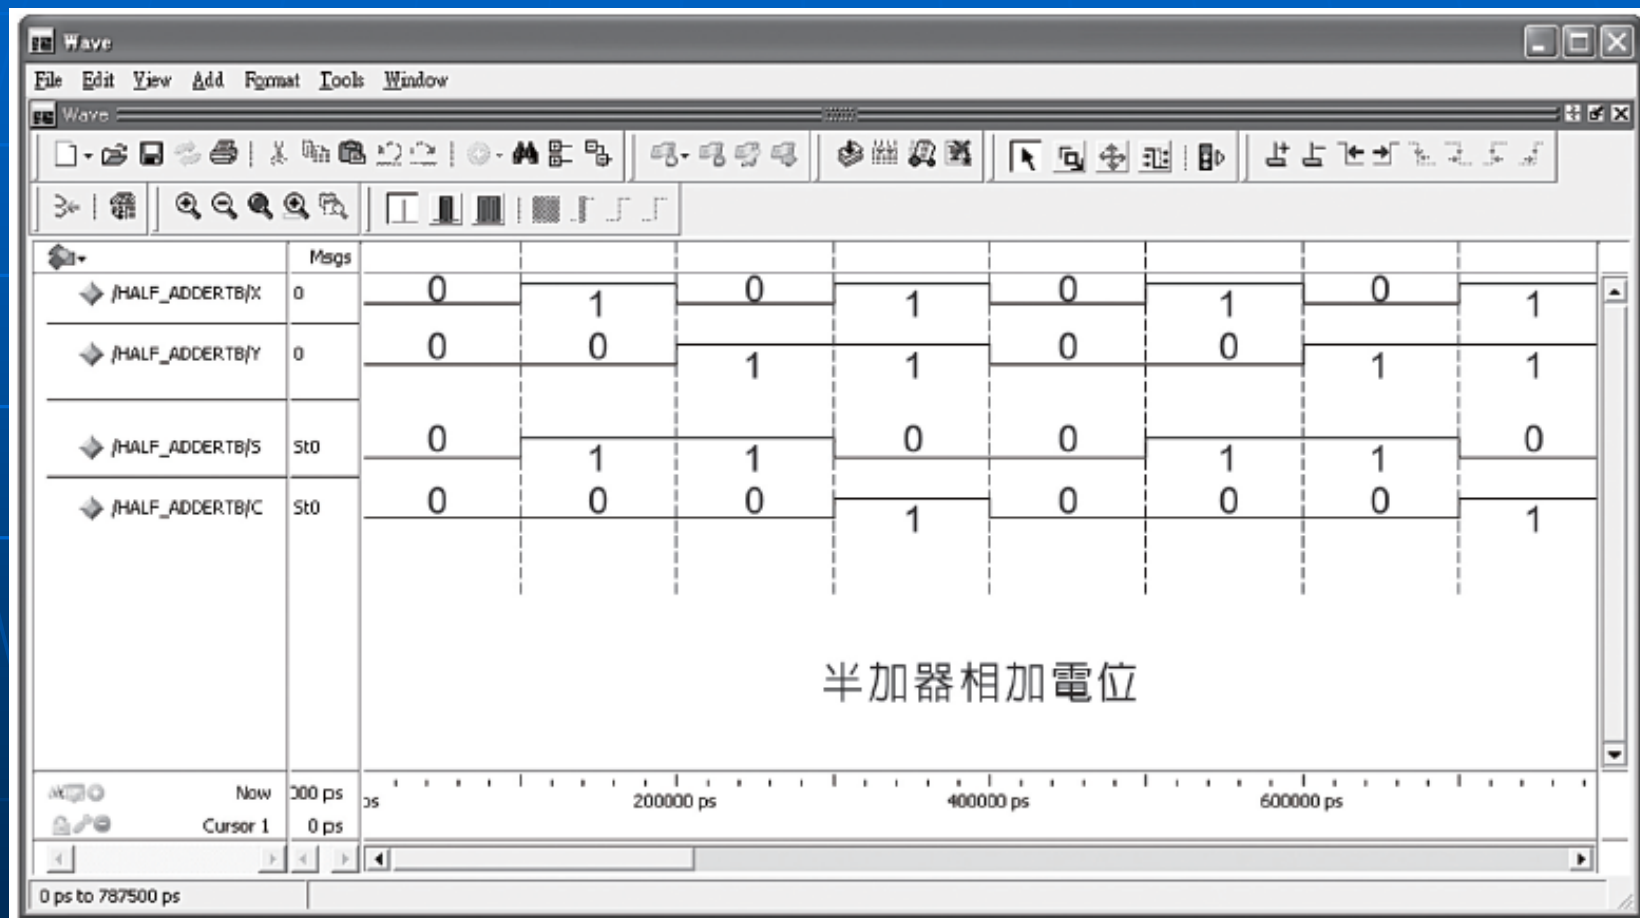 Wave
File Edit View Add Format Tools Window
Wave
Msgs
/HALF_ADDERTB/X 0 0 1 0 1 0 1 0 1
/HALF_ADDERTB/Y 0 0 0 1 1 0 0 1 1
/HALF_ADDERTB/S St0 0 1 1 0 0 1 1 0
/HALF_ADDERTB/C St0 0 0 0 1 0 0 0 1
半加器相加電位
Now 000 ps ps 200000 ps 400000 ps 600000 ps
Cursor 1 0 ps
0 ps to 787500 ps